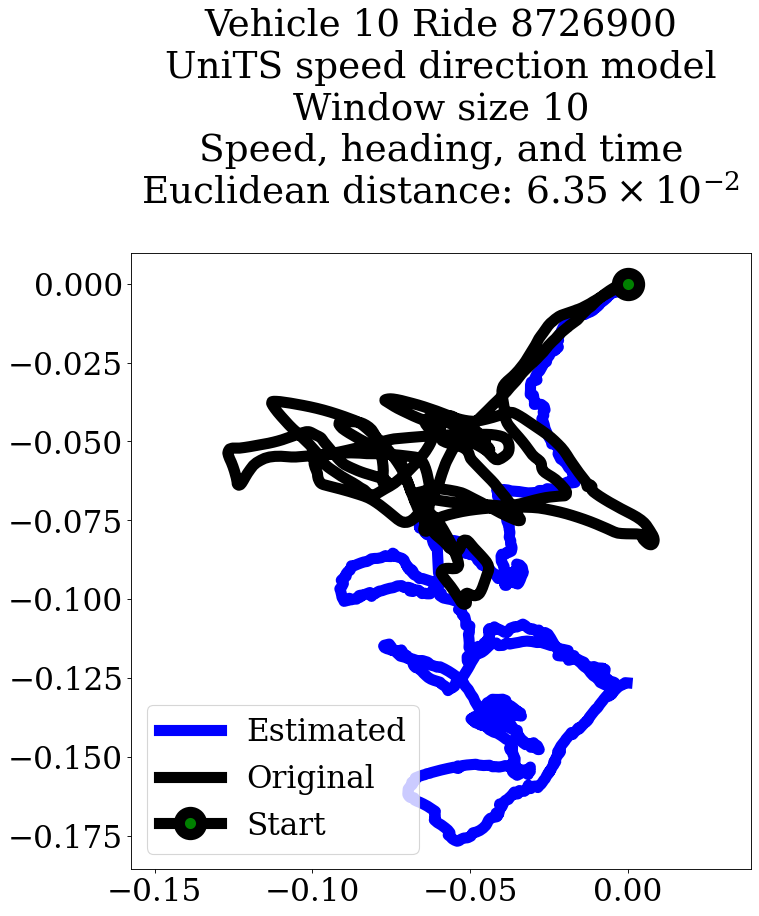 Vehicle 10 Ride 8726900
UniTS speed direction model
Window size 10
Speed, heading, and time
Euclidean distance: 6.35 × 10⁻²
0.000
−0.025
−0.050
−0.075
−0.100
−0.125
−0.150
−0.175
Estimated
Original
Start
−0.15
−0.10
−0.05
0.00